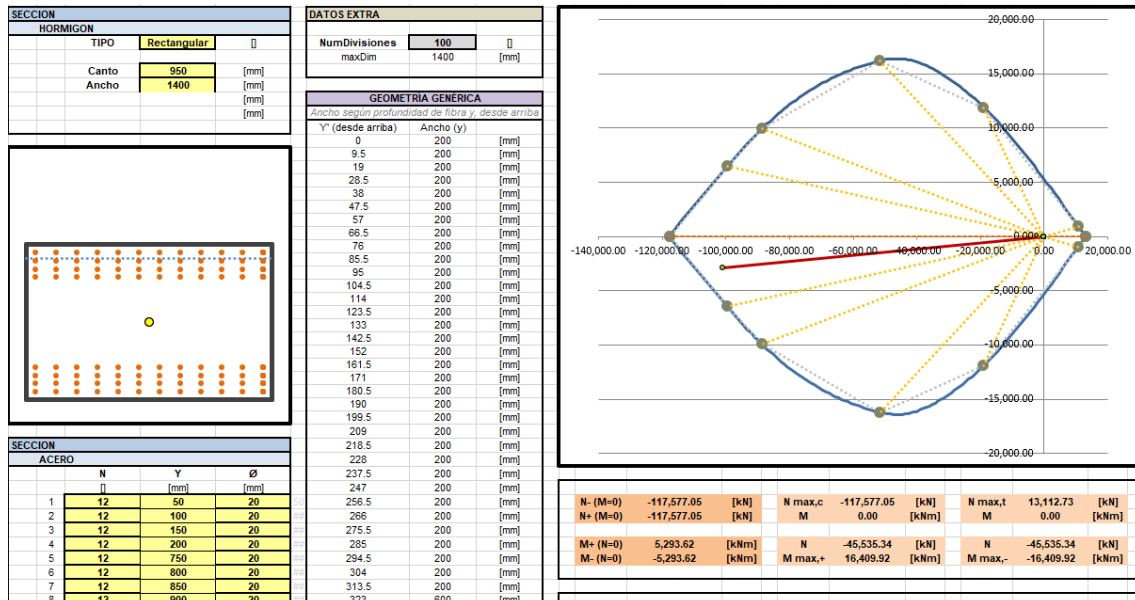 SECCION
HORMIGON
TIPO Rectangular []
Canto 950 [mm]
Ancho 1400 [mm]
[mm]
[mm]
DATOS EXTRA
NumDivisiones 100 []
maxDim 1400 [mm]
GEOMETRIA GENÉRICA
Ancho según profundidad de fibra y, desde arriba
Y' (desde arriba) Ancho (y)
0 200 [mm]
9.5 200 [mm]
19 200 [mm]
28.5 200 [mm]
38 200 [mm]
47.5 200 [mm]
57 200 [mm]
66.5 200 [mm]
76 200 [mm]
85.5 200 [mm]
95 200 [mm]
104.5 200 [mm]
114 200 [mm]
123.5 200 [mm]
133 200 [mm]
142.5 200 [mm]
152 200 [mm]
161.5 200 [mm]
171 200 [mm]
180.5 200 [mm]
190 200 [mm]
199.5 200 [mm]
209 200 [mm]
218.5 200 [mm]
228 200 [mm]
237.5 200 [mm]
247 200 [mm]
256.5 200 [mm]
266 200 [mm]
275.5 200 [mm]
285 200 [mm]
294.5 200 [mm]
304 200 [mm]
313.5 200 [mm]
323 600 [mm]
SECCION
ACERO
N Y Ø
[] [mm] [mm]
1 12 50 20
2 12 100 20
3 12 150 20
4 12 200 20
5 12 750 20
6 12 800 20
7 12 850 20
8 12 900 20
20,000.00
15,000.00
10,000.00
5,000.00
0.00
-140,000.00 -120,000.00 -100,000.00 -80,000.00 -60,000.00 -40,000.00 -20,000.00 0.00 20,000.00
-5,000.00
-10,000.00
-15,000.00
-20,000.00
N- (M=0) -117,577.05 [kN] N max,c -117,577.05 [kN] N max,t 13,112.73 [kN]
N+ (M=0) -117,577.05 [kN] M 0.00 [kNm] M 0.00 [kNm]
M+ (N=0) 5,293.62 [kNm] N -45,535.34 [kN] N -45,535.34 [kN]
M- (N=0) -5,293.62 [kNm] M max,+ 16,409.92 [kNm] M max,- -16,409.92 [kNm]